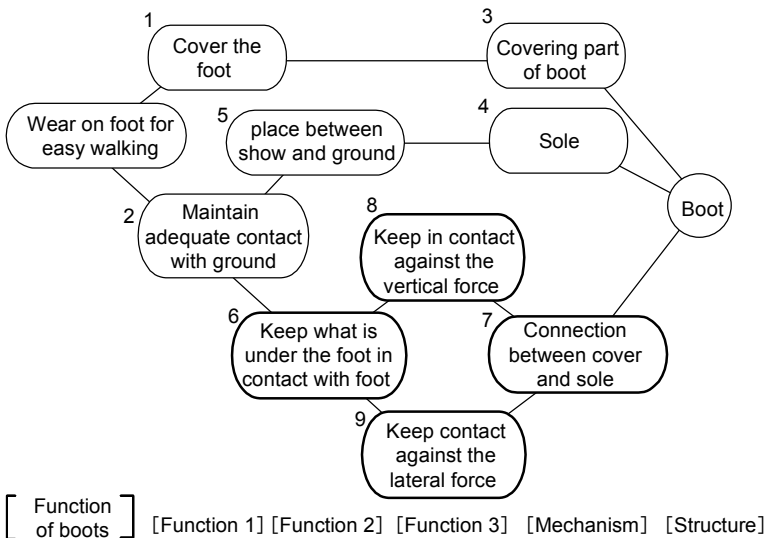 1
Cover the
foot
3
Covering part
of boot
Wear on foot for
easy walking
5
place between
show and ground
4
Sole
2
Maintain
adequate contact
with ground
8
Keep in contact
against the
vertical force
Boot
6
Keep what is
under the foot in
contact with foot
7
Connection
between cover
and sole
9
Keep contact
against the
lateral force
[Function
of boots] [Function 1] [Function 2] [Function 3] [Mechanism] [Structure]